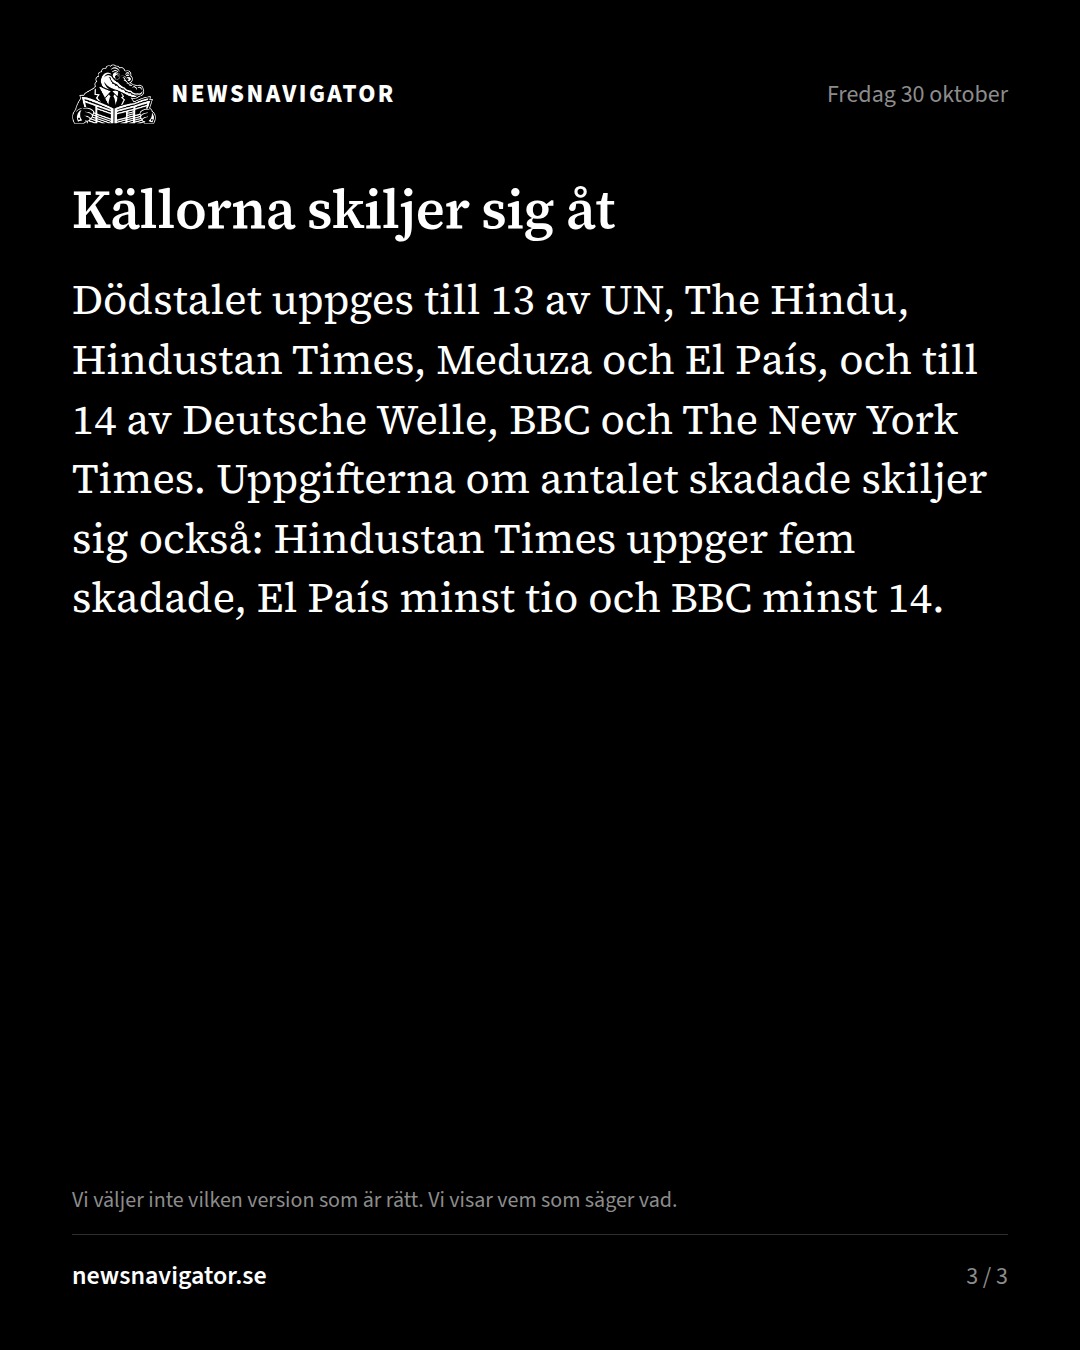 NEWSNAVIGATOR
Fredag 30 oktober
Källorna skiljer sig åt
Dödstalet uppges till 13 av UN, The Hindu,
Hindustan Times, Meduza och El País, och till
14 av Deutsche Welle, BBC och The New York
Times. Uppgifterna om antalet skadade skiljer
sig också: Hindustan Times uppger fem
skadade, El País minst tio och BBC minst 14.
Vi väljer inte vilken version som är rätt. Vi visar vem som säger vad.
newsnavigator.se
3 / 3